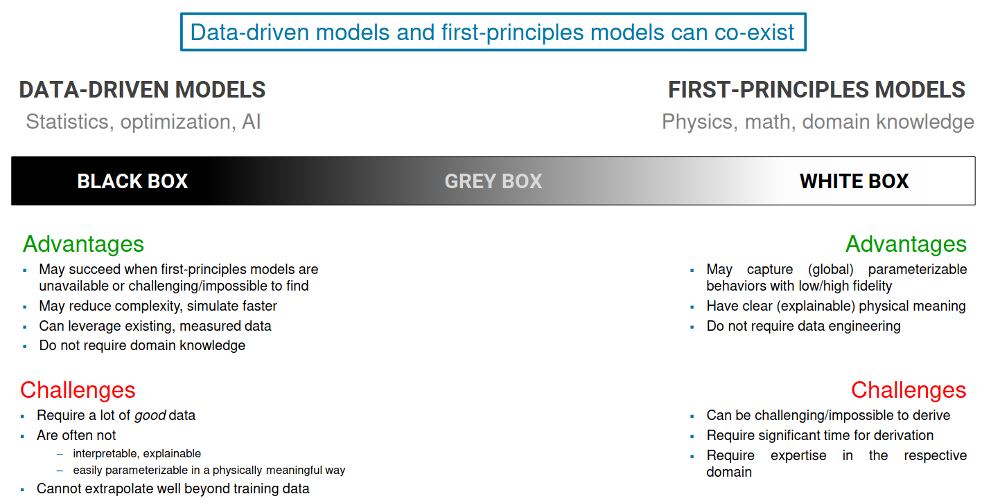 Data-driven models and first-principles models can co-exist
DATA-DRIVEN MODELS
Statistics, optimization, AI
FIRST-PRINCIPLES MODELS
Physics, math, domain knowledge
BLACK BOX
GREY BOX
WHITE BOX
Advantages
▪ May succeed when first-principles models are
unavailable or challenging/impossible to find
▪ May reduce complexity, simulate faster
▪ Can leverage existing, measured data
▪ Do not require domain knowledge
Challenges
▪ Require a lot of good data
▪ Are often not
– interpretable, explainable
– easily parameterizable in a physically meaningful way
▪ Cannot extrapolate well beyond training data
Advantages
▪ May capture (global) parameterizable
behaviors with low/high fidelity
▪ Have clear (explainable) physical meaning
▪ Do not require data engineering
Challenges
▪ Can be challenging/impossible to derive
▪ Require significant time for derivation
▪ Require expertise in the respective
domain